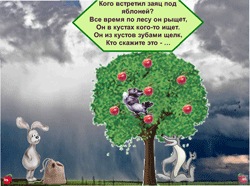 Кого встретил заяц под
яблоней?
Все время по лесу он рыщет,
Он в кустах кого-то ищет.
Он из кустов зубами щелк,
Кто скажите это - ...